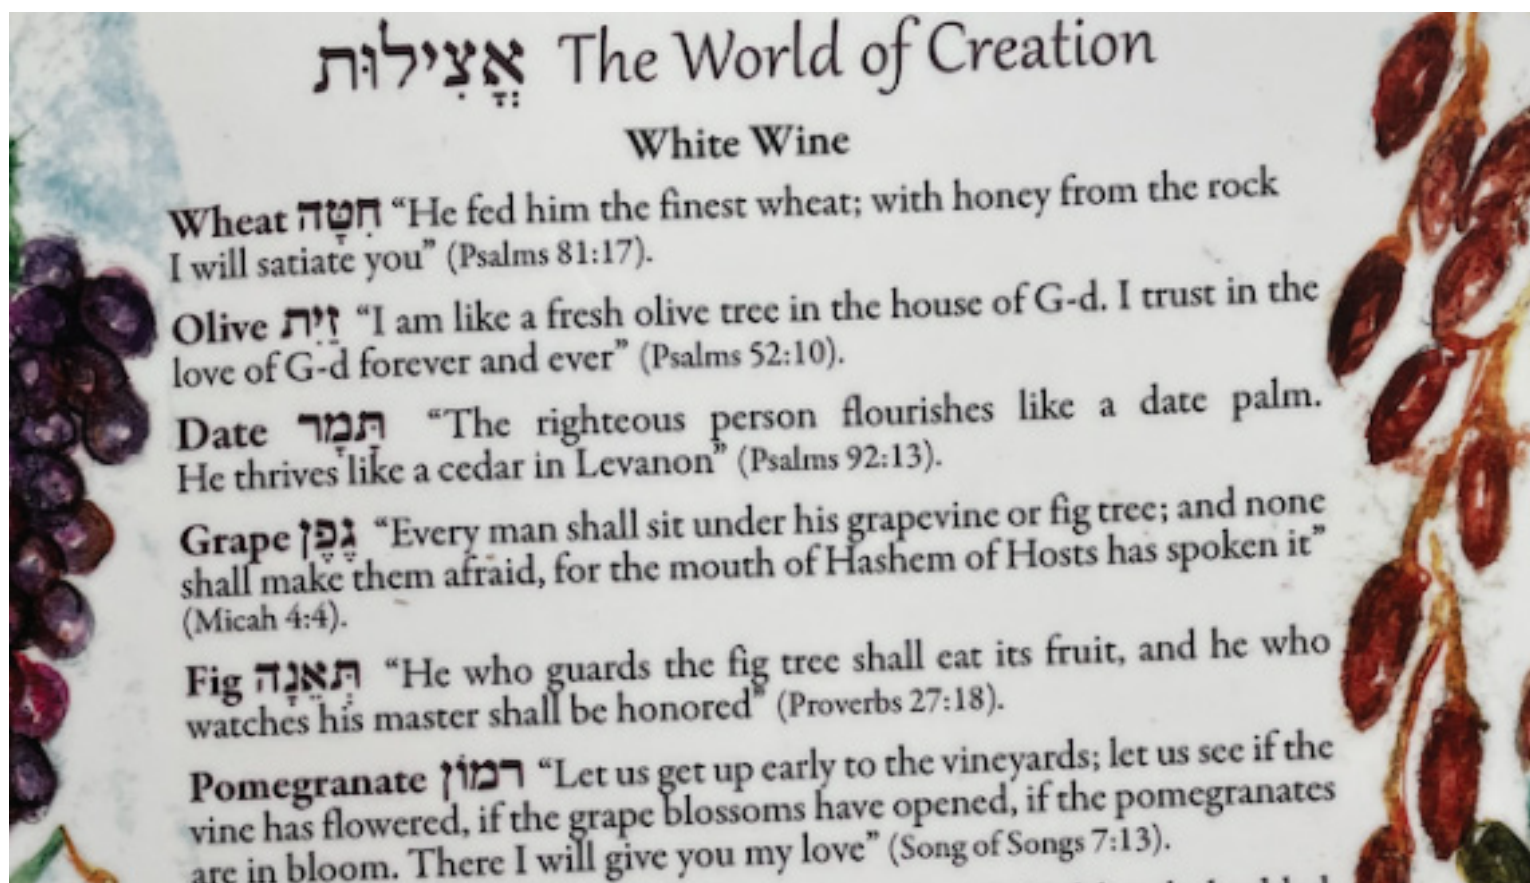 אֲצִילוּת The World of Creation
White Wine
Wheat חִטָּה “He fed him the finest wheat; with honey from the rock
I will satiate you” (Psalms 81:17).
Olive זַיִת “I am like a fresh olive tree in the house of G-d. I trust in the
love of G-d forever and ever” (Psalms 52:10).
Date תָּמָר “The righteous person flourishes like a date palm.
He thrives like a cedar in Levanon” (Psalms 92:13).
Grape גֶּפֶן “Every man shall sit under his grapevine or fig tree; and none
shall make them afraid, for the mouth of Hashem of Hosts has spoken it”
(Micah 4:4).
Fig תְּאֵנָה “He who guards the fig tree shall eat its fruit, and he who
watches his master shall be honored” (Proverbs 27:18).
Pomegranate רמוֹן “Let us get up early to the vineyards; let us see if the
vine has flowered, if the grape blossoms have opened, if the pomegranates
are in bloom. There I will give you my love” (Song of Songs 7:13).